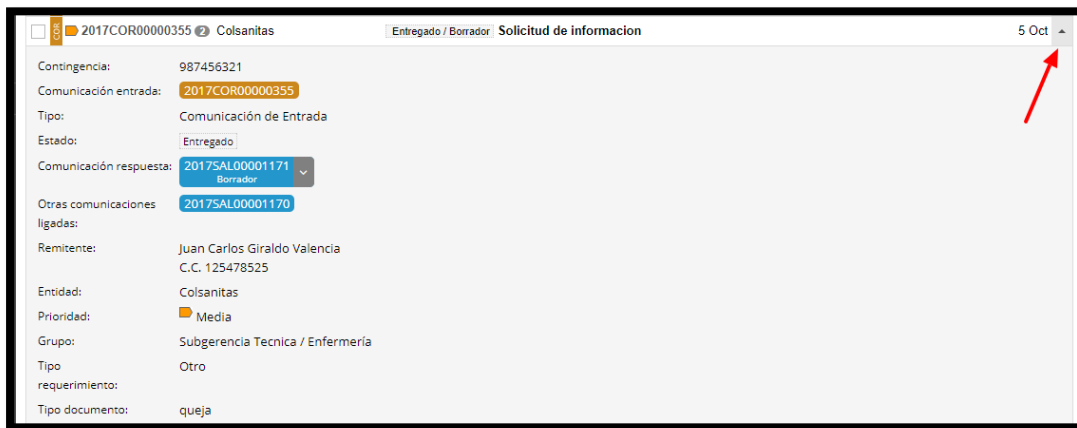 COR 2017COR00000355 2 Colsanitas Entregado / Borrador Solicitud de informacion 5 Oct
Contingencia: 987456321
Comunicación entrada: 2017COR00000355
Tipo: Comunicación de Entrada
Estado: Entregado
Comunicación respuesta: 2017SAL00001171
Borrador
Otras comunicaciones ligadas: 2017SAL00001170
Remitente: Juan Carlos Giraldo Valencia
C.C. 125478525
Entidad: Colsanitas
Prioridad: Media
Grupo: Subgerencia Tecnica / Enfermería
Tipo requerimiento: Otro
Tipo documento: queja